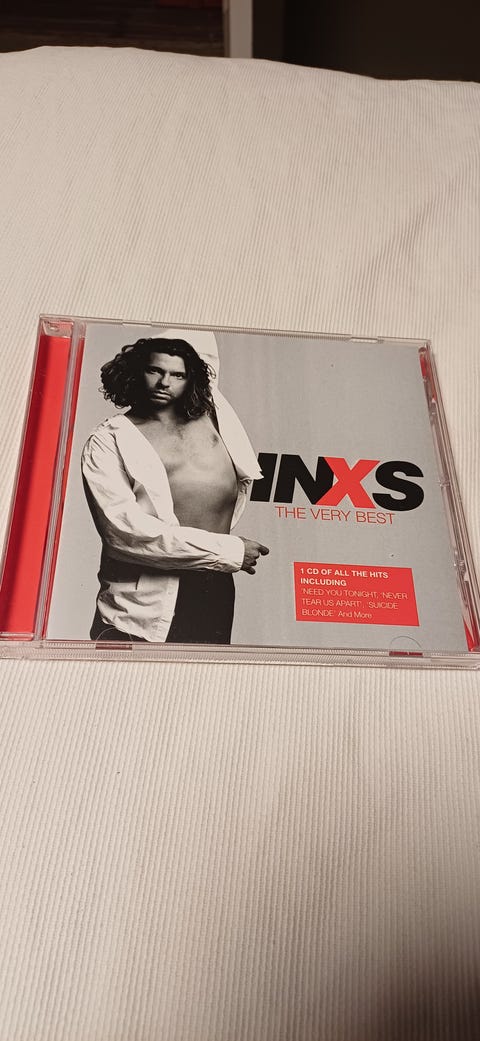 INXS
THE VERY BEST
1 CD OF ALL THE HITS
INCLUDING
'NEED YOU TONIGHT, 'NEVER
TEAR US APART', 'SUICIDE
BLONDE' And More